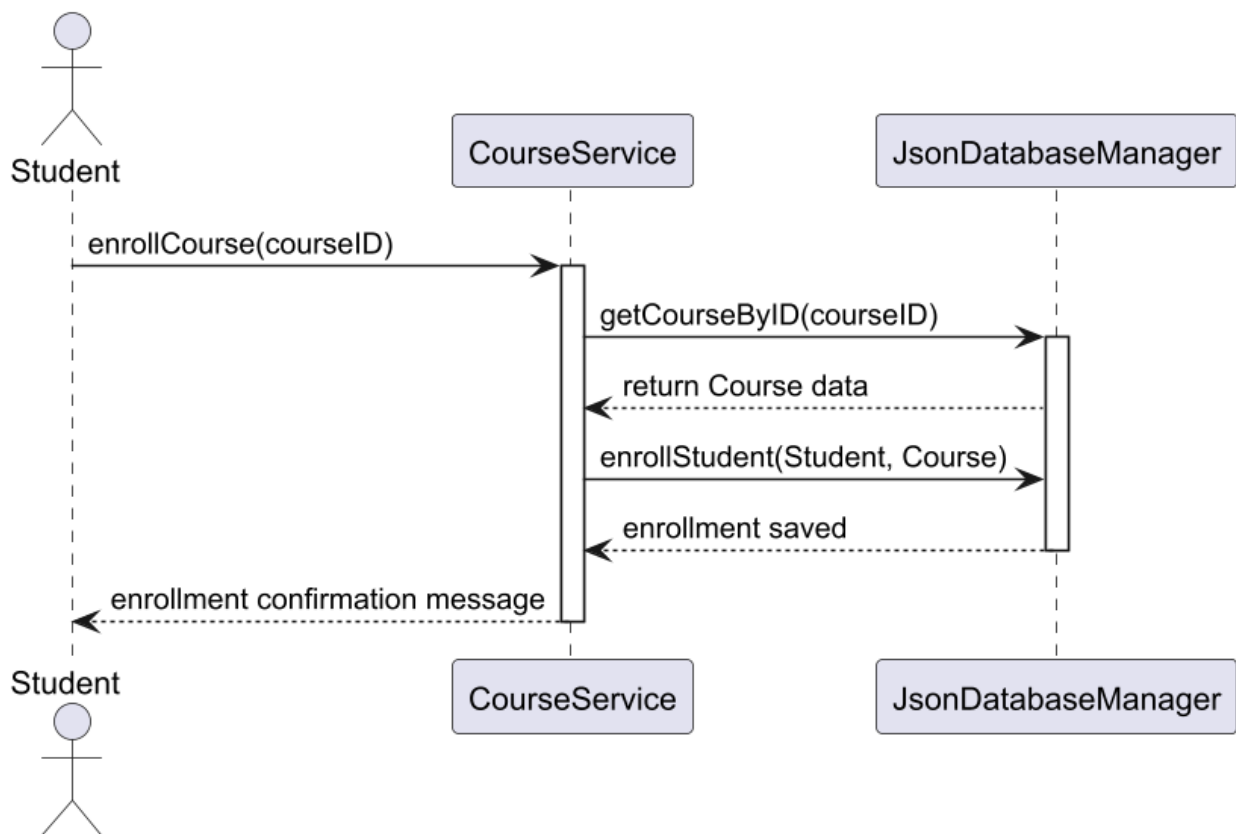 Student
CourseService
JsonDatabaseManager
enrollCourse(courseID)
getCourseByID(courseID)
return Course data
enrollStudent(Student, Course)
enrollment saved
enrollment confirmation message
Student
CourseService
JsonDatabaseManager